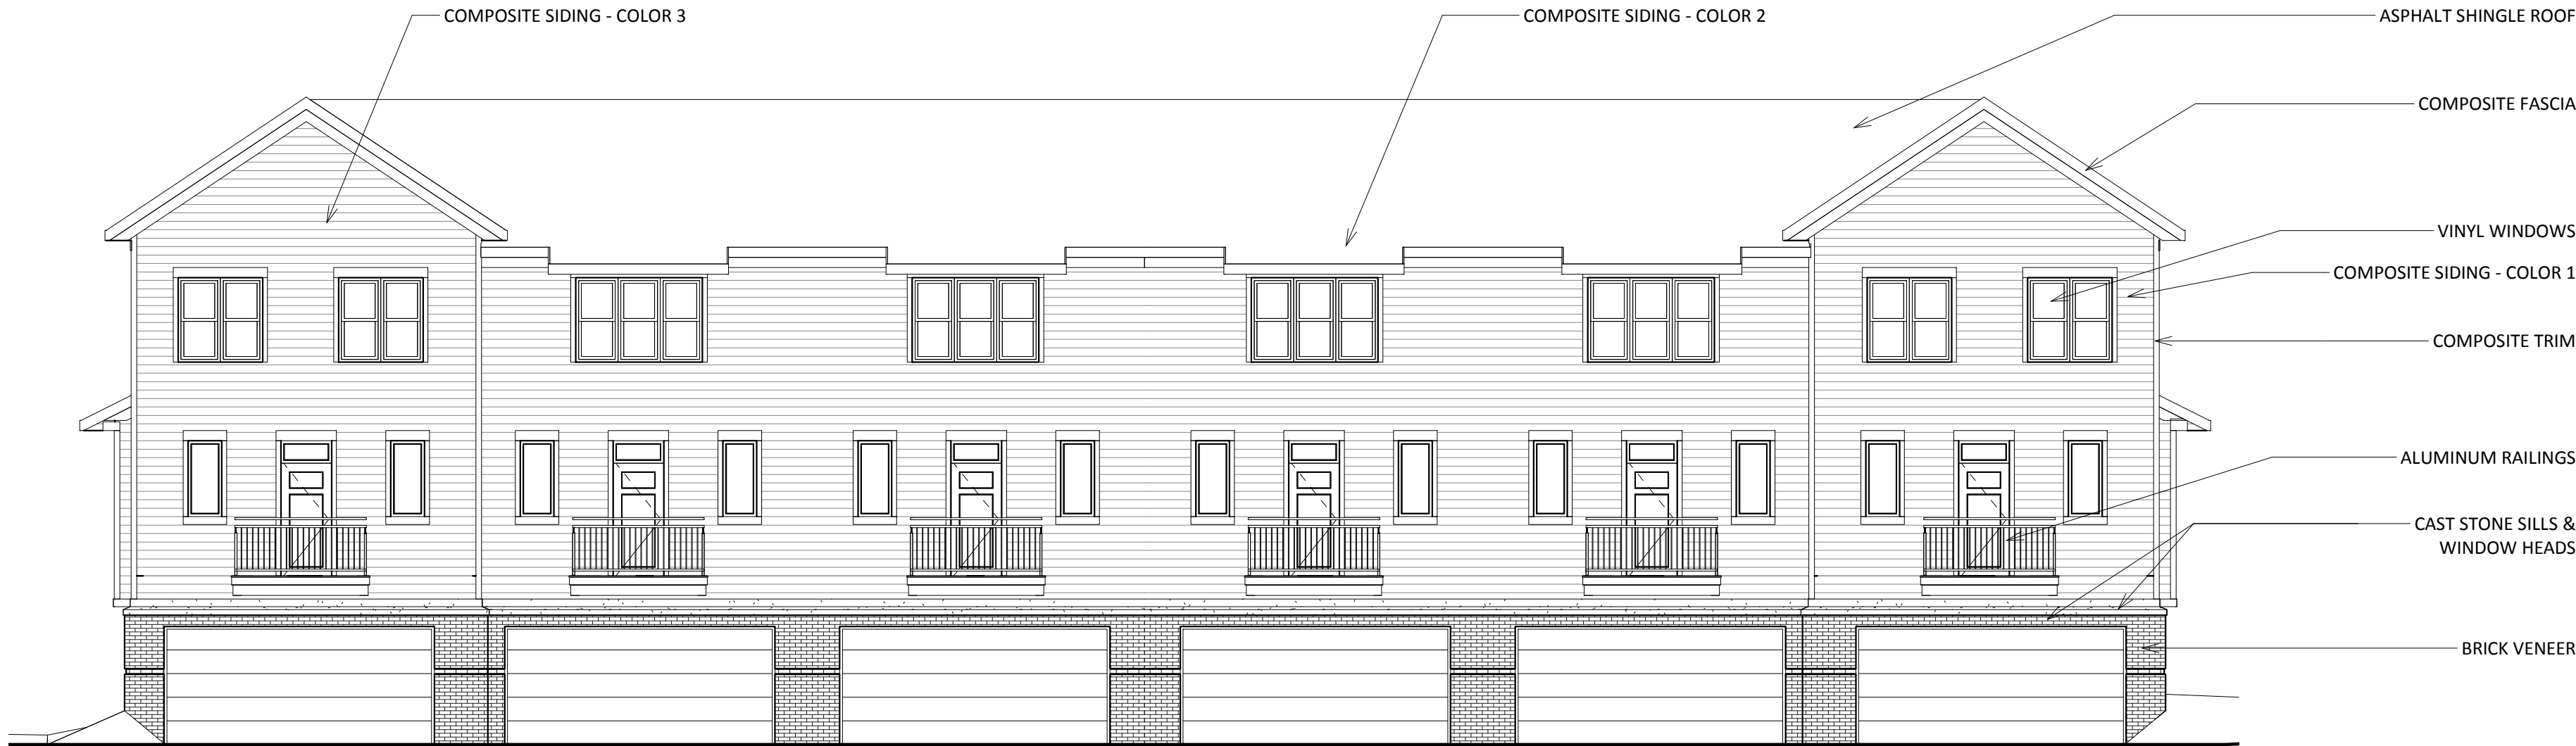 COMPOSITE SIDING - COLOR 3
COMPOSITE SIDING - COLOR 2
ASPHALT SHINGLE ROOF
COMPOSITE FASCIA
VINYL WINDOWS
COMPOSITE SIDING - COLOR 1
COMPOSITE TRIM
ALUMINUM RAILINGS
CAST STONE SILLS &
WINDOW HEADS
BRICK VENEER